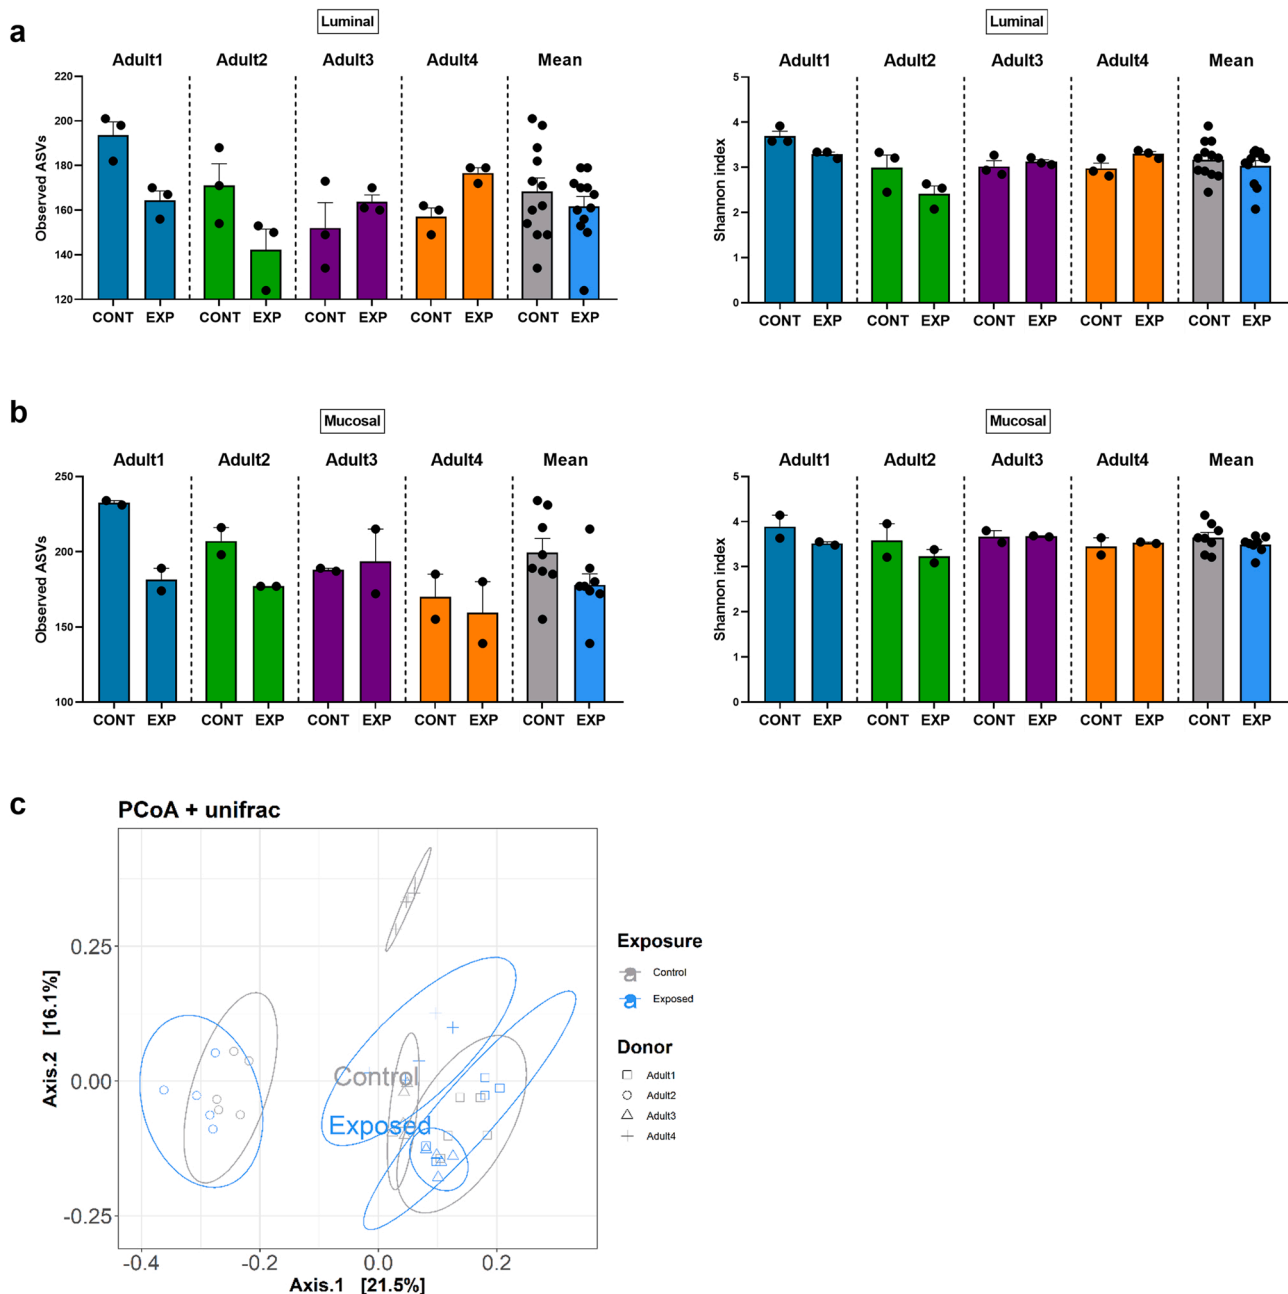 a
Luminal
Adult1 Adult2 Adult3 Adult4 Mean
Observed ASVs
220
200
180
160
140
120
CONT EXP CONT EXP CONT EXP CONT EXP CONT EXP
Luminal
Adult1 Adult2 Adult3 Adult4 Mean
Shannon index
5
4
3
2
1
0
CONT EXP CONT EXP CONT EXP CONT EXP CONT EXP
b
Mucosal
Adult1 Adult2 Adult3 Adult4 Mean
Observed ASVs
250
200
150
100
CONT EXP CONT EXP CONT EXP CONT EXP CONT EXP
Mucosal
Adult1 Adult2 Adult3 Adult4 Mean
Shannon index
5
4
3
2
1
0
CONT EXP CONT EXP CONT EXP CONT EXP CONT EXP
c
PCoA + unifrac
Axis.2 [16.1%]
0.25
0.00
-0.25
Control
Exposed
-0.4 -0.2 0.0 0.2
Axis.1 [21.5%]
Exposure
a Control
a Exposed
Donor
Adult1
Adult2
Adult3
Adult4